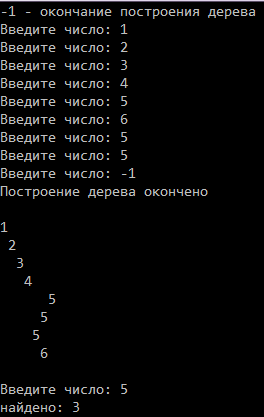 -1 - окончание построения дерева
Введите число: 1
Введите число: 2
Введите число: 3
Введите число: 4
Введите число: 5
Введите число: 6
Введите число: 5
Введите число: 5
Введите число: -1
Построение дерева окончено

1
 2
  3
   4
      5
     5
    5
     6

Введите число: 5
найдено: 3